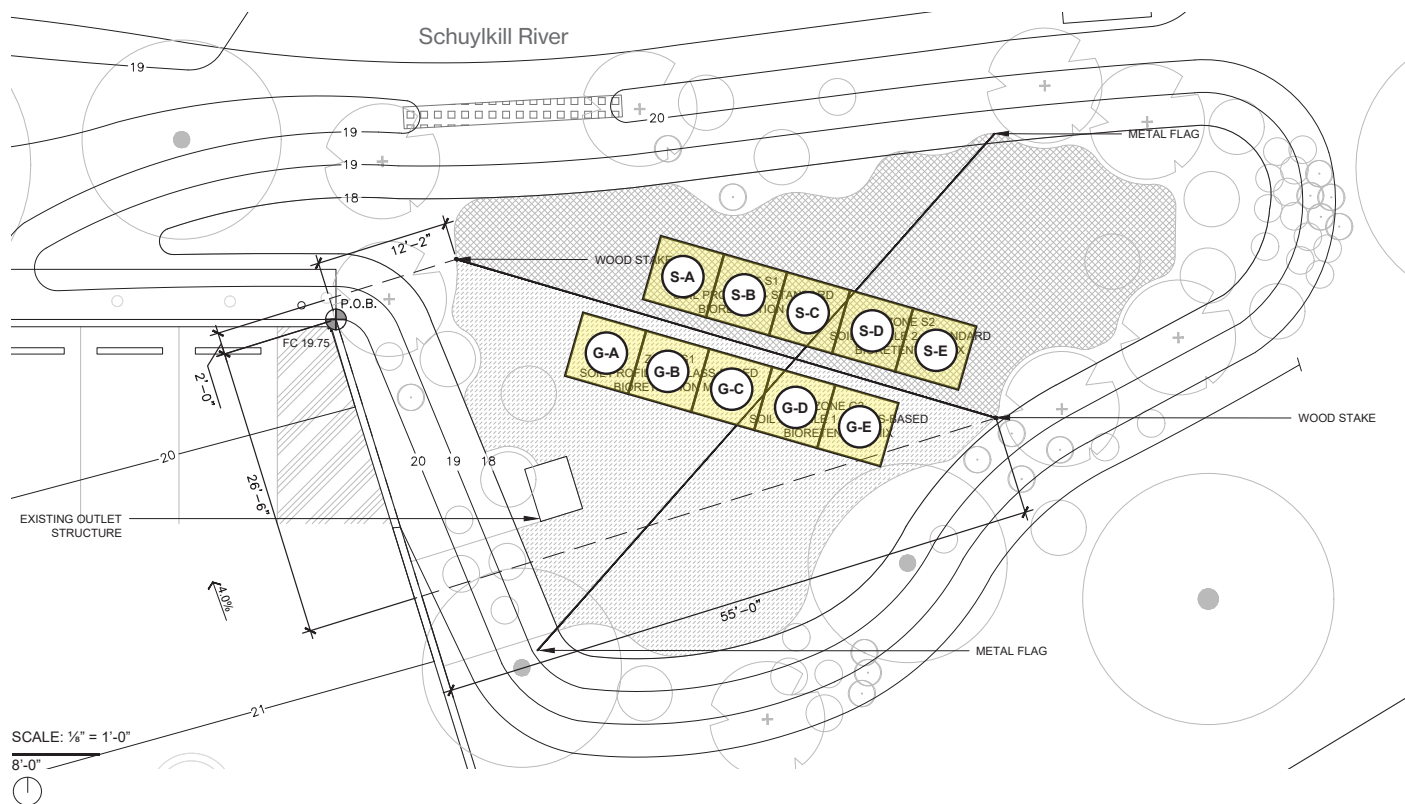 Schuylkill River
19
20
METAL FLAG
19
19
18
12'-2"
WOOD STAKE
S-A
S-B
S-C
S-D
S-E
P.O.B.
FC 19.75
2'-0"
G-A
G-B
G-C
G-D
G-E
WOOD STAKE
20
20
19
18
26'-6"
EXISTING OUTLET
STRUCTURE
4.0%
55'-0"
METAL FLAG
21
SCALE: ⅛" = 1'-0"
8'-0"